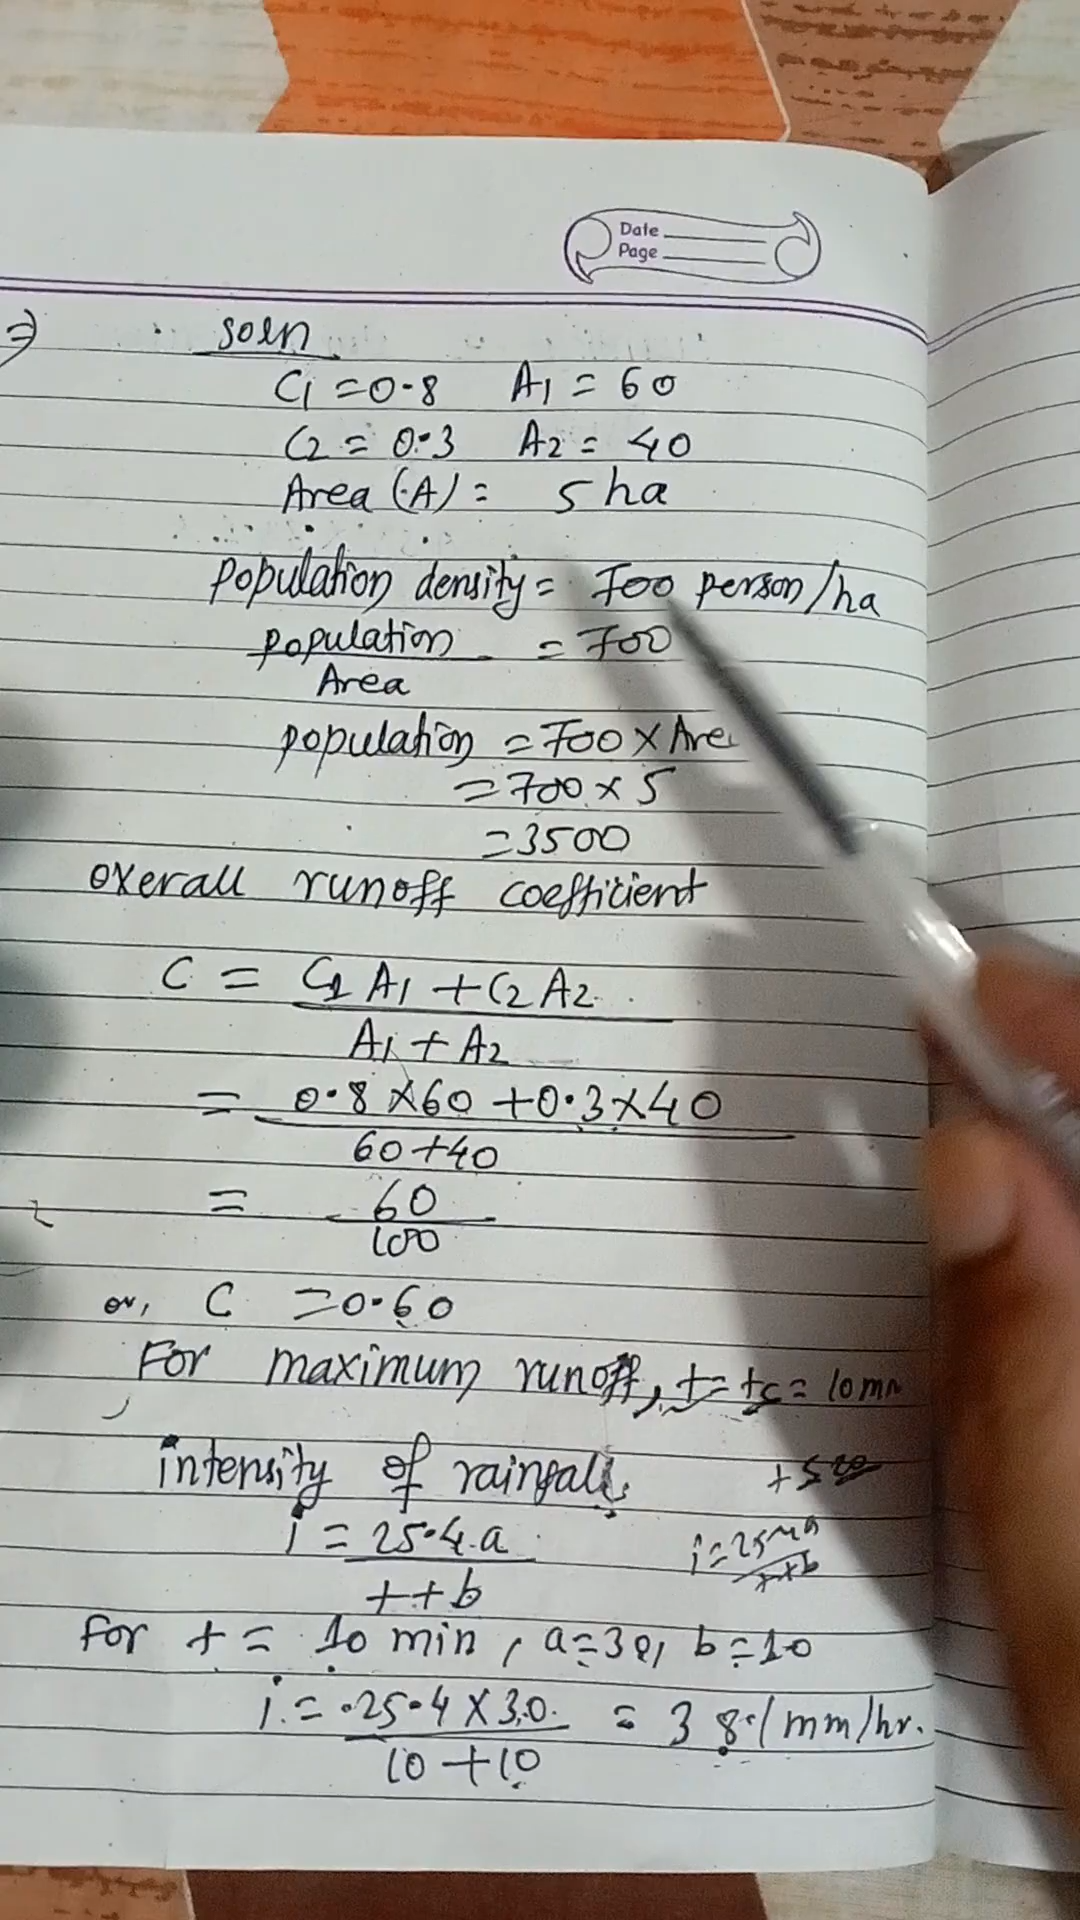 Date
Page
⇒ soln
C1 = 0.8 A1 = 60
C2 = 0.3 A2 = 40
Area (A) = 5 ha
population density = 700 person/ha
population = 700
Area
population = 700 × Are
= 700 × 5
= 3500
overall runoff coefficient
C = C1 A1 + C2 A2
A1 + A2
= 0.8 × 60 + 0.3 × 40
60 + 40
= 60
100
or, C = 0.60
For maximum runoff, t = tc = 10 min
intensity of rainfall
i = 25.4.a
t + b
For t = 10 min, a = 30, b = 10
i = 25.4 × 30 = 38.1 mm/hr.
10 + 10